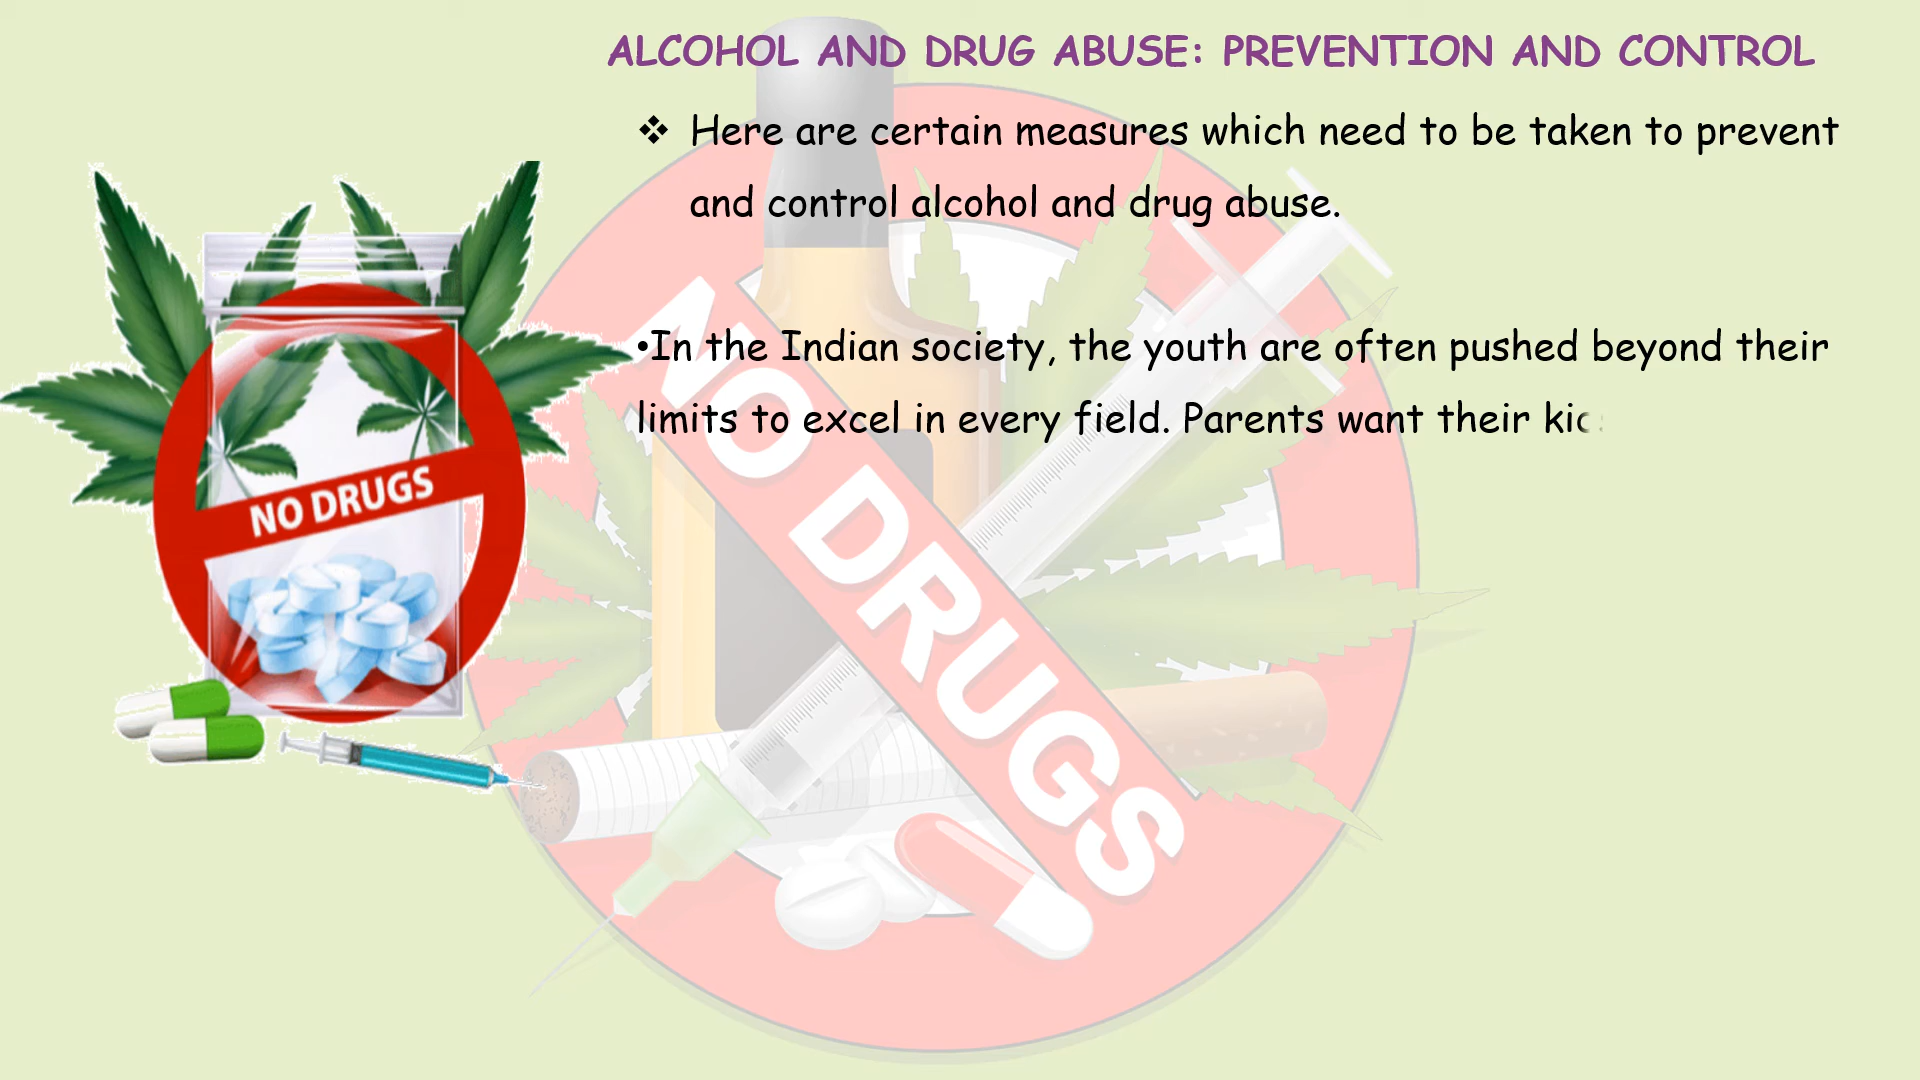 ALCOHOL AND DRUG ABUSE: PREVENTION AND CONTROL
❖ Here are certain measures which need to be taken to prevent
and control alcohol and drug abuse.
•In the Indian society, the youth are often pushed beyond their
limits to excel in every field. Parents want their
NO DRUGS
NO DRUGS